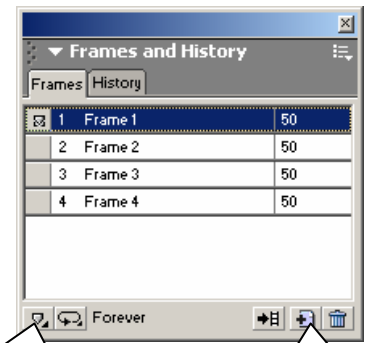 Frames and History
Frames History
1 Frame 1 50
2 Frame 2 50
3 Frame 3 50
4 Frame 4 50
Forever